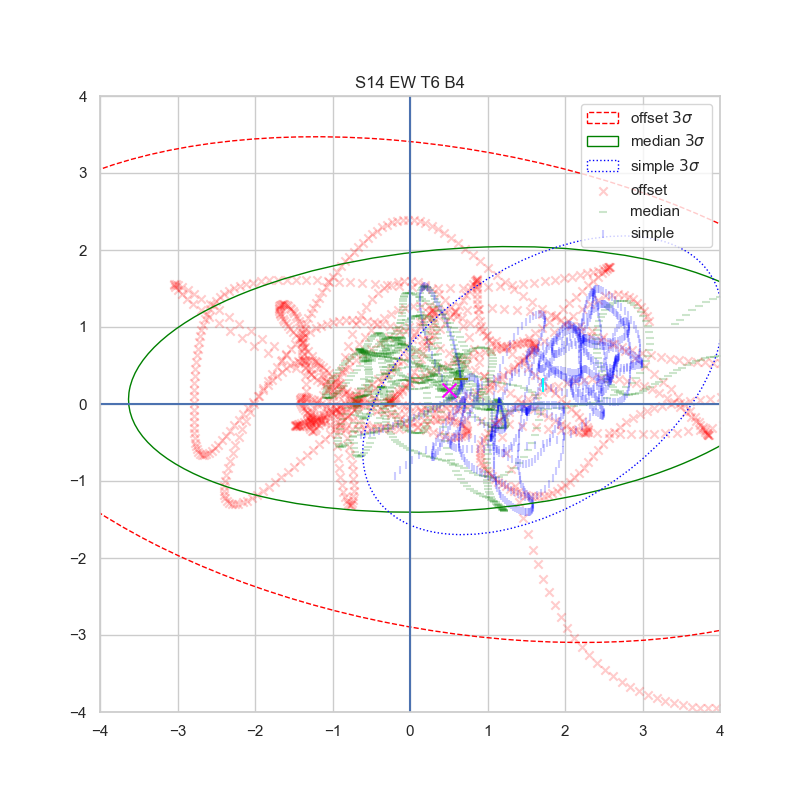 S14 EW T6 B4
offset 3σ
median 3σ
simple 3σ
offset
median
simple
4
3
2
1
0
−1
−2
−3
−4
−4 −3 −2 −1 0 1 2 3 4